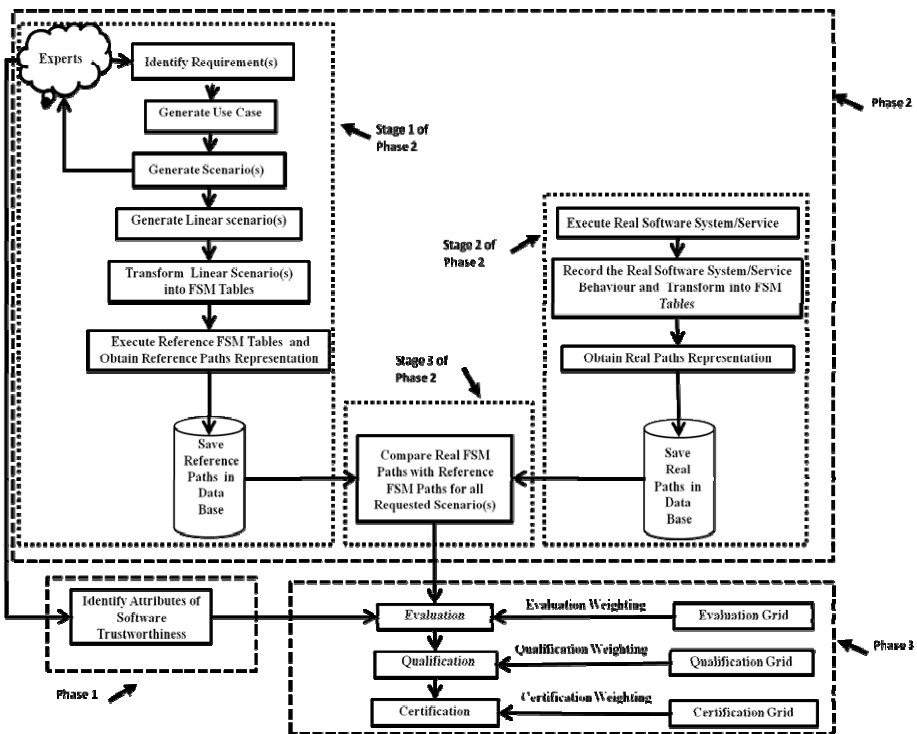 Experts
Identify Requirement(s)
Generate Use Case
Generate Scenario(s)
Generate Linear scenario(s)
Transform Linear Scenario(s)
into FSM Tables
Execute Reference FSM Tables and
Obtain Reference Paths Representation
Save
Reference
Paths in
Data
Base
Stage 1 of
Phase 2
Phase 2
Stage 2 of
Phase 2
Execute Real Software System/Service
Record the Real Software System/Service
Behaviour and Transform into FSM
Tables
Obtain Real Paths Representation
Save
Real
Paths in
Data
Base
Stage 3 of
Phase 2
Compare Real FSM
Paths with Reference
FSM Paths for all
Requested Scenario(s)
Identify Attributes of
Software
Trustworthiness
Phase 1
Evaluation
Evaluation Weighting
Evaluation Grid
Qualification
Qualification Weighting
Qualification Grid
Certification
Certification Weighting
Certification Grid
Phase 3